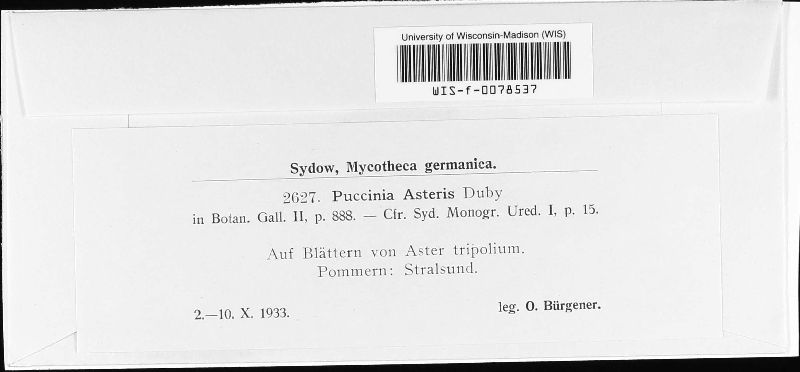 University of Wisconsin-Madison (WIS)
WIS-f-0078537
Sydow, Mycotheca germanica.
2627. Puccinia Asteris Duby
in Botan. Gall. II, p. 888. — Cfr. Syd. Monogr. Ured. I, p. 15.
Auf Blättern von Aster tripolium.
Pommern: Stralsund.
2.—10. X. 1933.
leg. O. Bürgener.